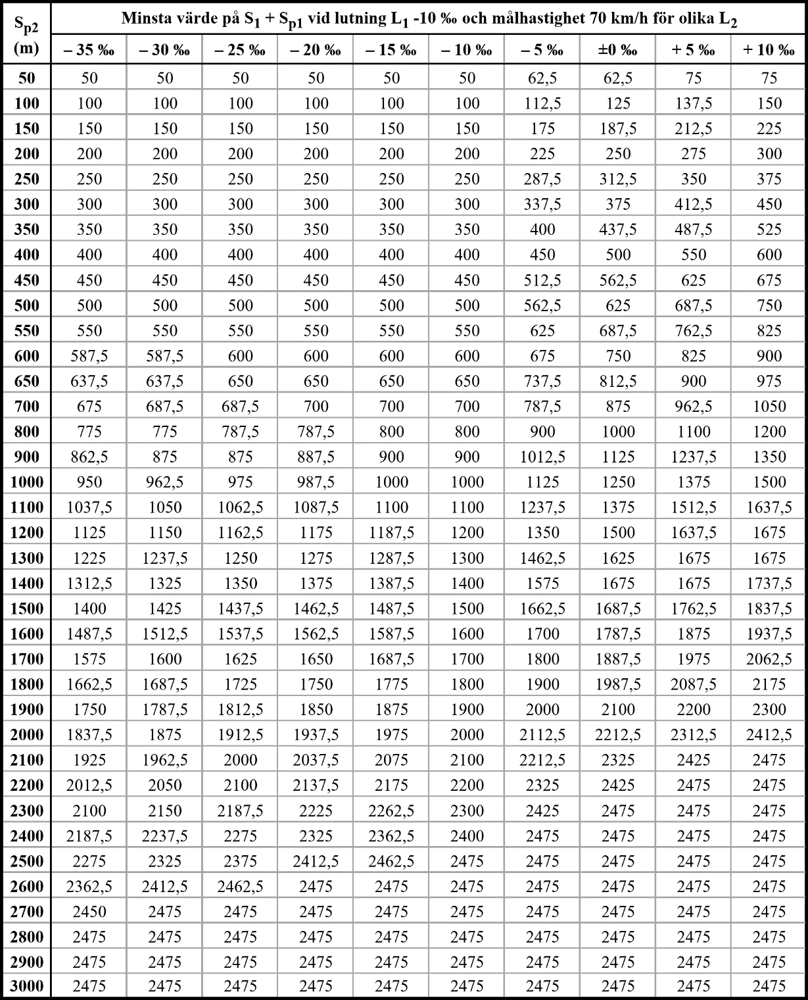 S_p2 (m) Minsta värde på S_1 + S_p1 vid lutning L_1 -10 ‰ och målhastighet 70 km/h för olika L_2
– 35 ‰ – 30 ‰ – 25 ‰ – 20 ‰ – 15 ‰ – 10 ‰ – 5 ‰ ±0 ‰ + 5 ‰ + 10 ‰
50 50 50 50 50 50 50 62,5 62,5 75 75
100 100 100 100 100 100 100 112,5 125 137,5 150
150 150 150 150 150 150 150 175 187,5 212,5 225
200 200 200 200 200 200 200 225 250 275 300
250 250 250 250 250 250 250 287,5 312,5 350 375
300 300 300 300 300 300 300 337,5 375 412,5 450
350 350 350 350 350 350 350 400 437,5 487,5 525
400 400 400 400 400 400 400 450 500 550 600
450 450 450 450 450 450 450 512,5 562,5 625 675
500 500 500 500 500 500 500 562,5 625 687,5 750
550 550 550 550 550 550 550 625 687,5 762,5 825
600 587,5 587,5 600 600 600 600 675 750 825 900
650 637,5 637,5 650 650 650 650 737,5 812,5 900 975
700 675 687,5 687,5 700 700 700 787,5 875 962,5 1050
800 775 775 787,5 787,5 800 800 900 1000 1100 1200
900 862,5 875 875 887,5 900 900 1012,5 1125 1237,5 1350
1000 950 962,5 975 987,5 1000 1000 1125 1250 1375 1500
1100 1037,5 1050 1062,5 1087,5 1100 1100 1237,5 1375 1512,5 1637,5
1200 1125 1150 1162,5 1175 1187,5 1200 1350 1500 1637,5 1675
1300 1225 1237,5 1250 1275 1287,5 1300 1462,5 1625 1675 1675
1400 1312,5 1325 1350 1375 1387,5 1400 1575 1675 1675 1737,5
1500 1400 1425 1437,5 1462,5 1487,5 1500 1662,5 1687,5 1762,5 1837,5
1600 1487,5 1512,5 1537,5 1562,5 1587,5 1600 1700 1787,5 1875 1937,5
1700 1575 1600 1625 1650 1687,5 1700 1800 1887,5 1975 2062,5
1800 1662,5 1687,5 1725 1750 1775 1800 1900 1987,5 2087,5 2175
1900 1750 1787,5 1812,5 1850 1875 1900 2000 2100 2200 2300
2000 1837,5 1875 1912,5 1937,5 1975 2000 2112,5 2212,5 2312,5 2412,5
2100 1925 1962,5 2000 2037,5 2075 2100 2212,5 2325 2425 2475
2200 2012,5 2050 2100 2137,5 2175 2200 2325 2425 2475 2475
2300 2100 2150 2187,5 2225 2262,5 2300 2425 2475 2475 2475
2400 2187,5 2237,5 2275 2325 2362,5 2400 2475 2475 2475 2475
2500 2275 2325 2375 2412,5 2462,5 2475 2475 2475 2475 2475
2600 2362,5 2412,5 2462,5 2475 2475 2475 2475 2475 2475 2475
2700 2450 2475 2475 2475 2475 2475 2475 2475 2475 2475
2800 2475 2475 2475 2475 2475 2475 2475 2475 2475 2475
2900 2475 2475 2475 2475 2475 2475 2475 2475 2475 2475
3000 2475 2475 2475 2475 2475 2475 2475 2475 2475 2475